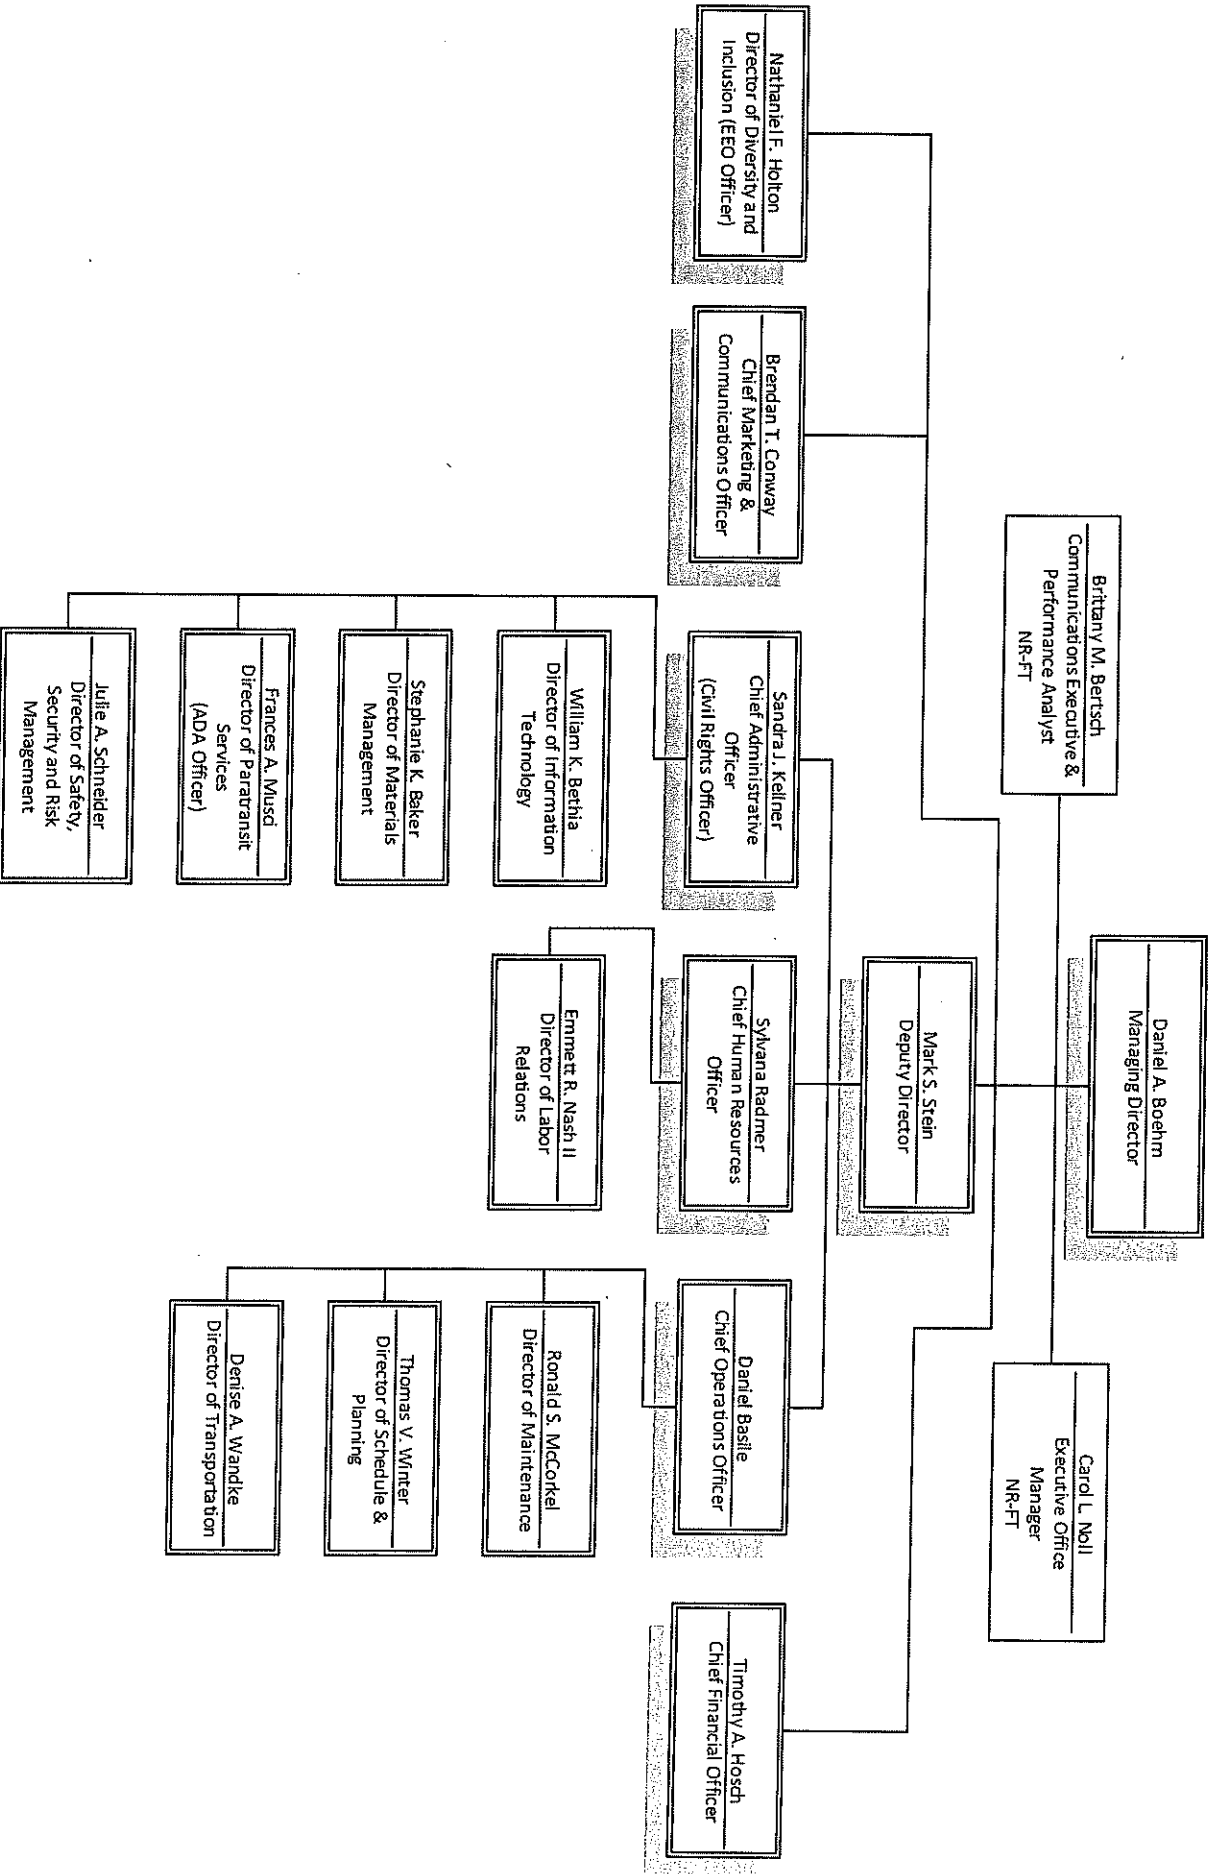 Daniel A. Boehm
Managing Director
Brittany M. Bertsch
Communications Executive &
Performance Analyst
NR-FT
Carol L. Noll
Executive Office
Manager
NR-FT
Mark S. Stein
Deputy Director
Nathaniel F. Holton
Director of Diversity and
Inclusion (EEO Officer)
Brendan T. Conway
Chief Marketing &
Communications Officer
Sandra J. Kellner
Chief Administrative
Officer
(Civil Rights Officer)
Sylvana Radmer
Chief Human Resources
Officer
Daniel Basile
Chief Operations Officer
Timothy A. Hosch
Chief Financial Officer
William K. Bethia
Director of Information
Technology
Stephanie K. Baker
Director of Materials
Management
Frances A. Musci
Director of Paratransit
Services
(ADA Officer)
Julie A. Schneider
Director of Safety,
Security and Risk
Management
Emmett R. Nash II
Director of Labor
Relations
Ronald S. McCorkel
Director of Maintenance
Thomas V. Winter
Director of Schedule &
Planning
Denise A. Wandke
Director of Transportation